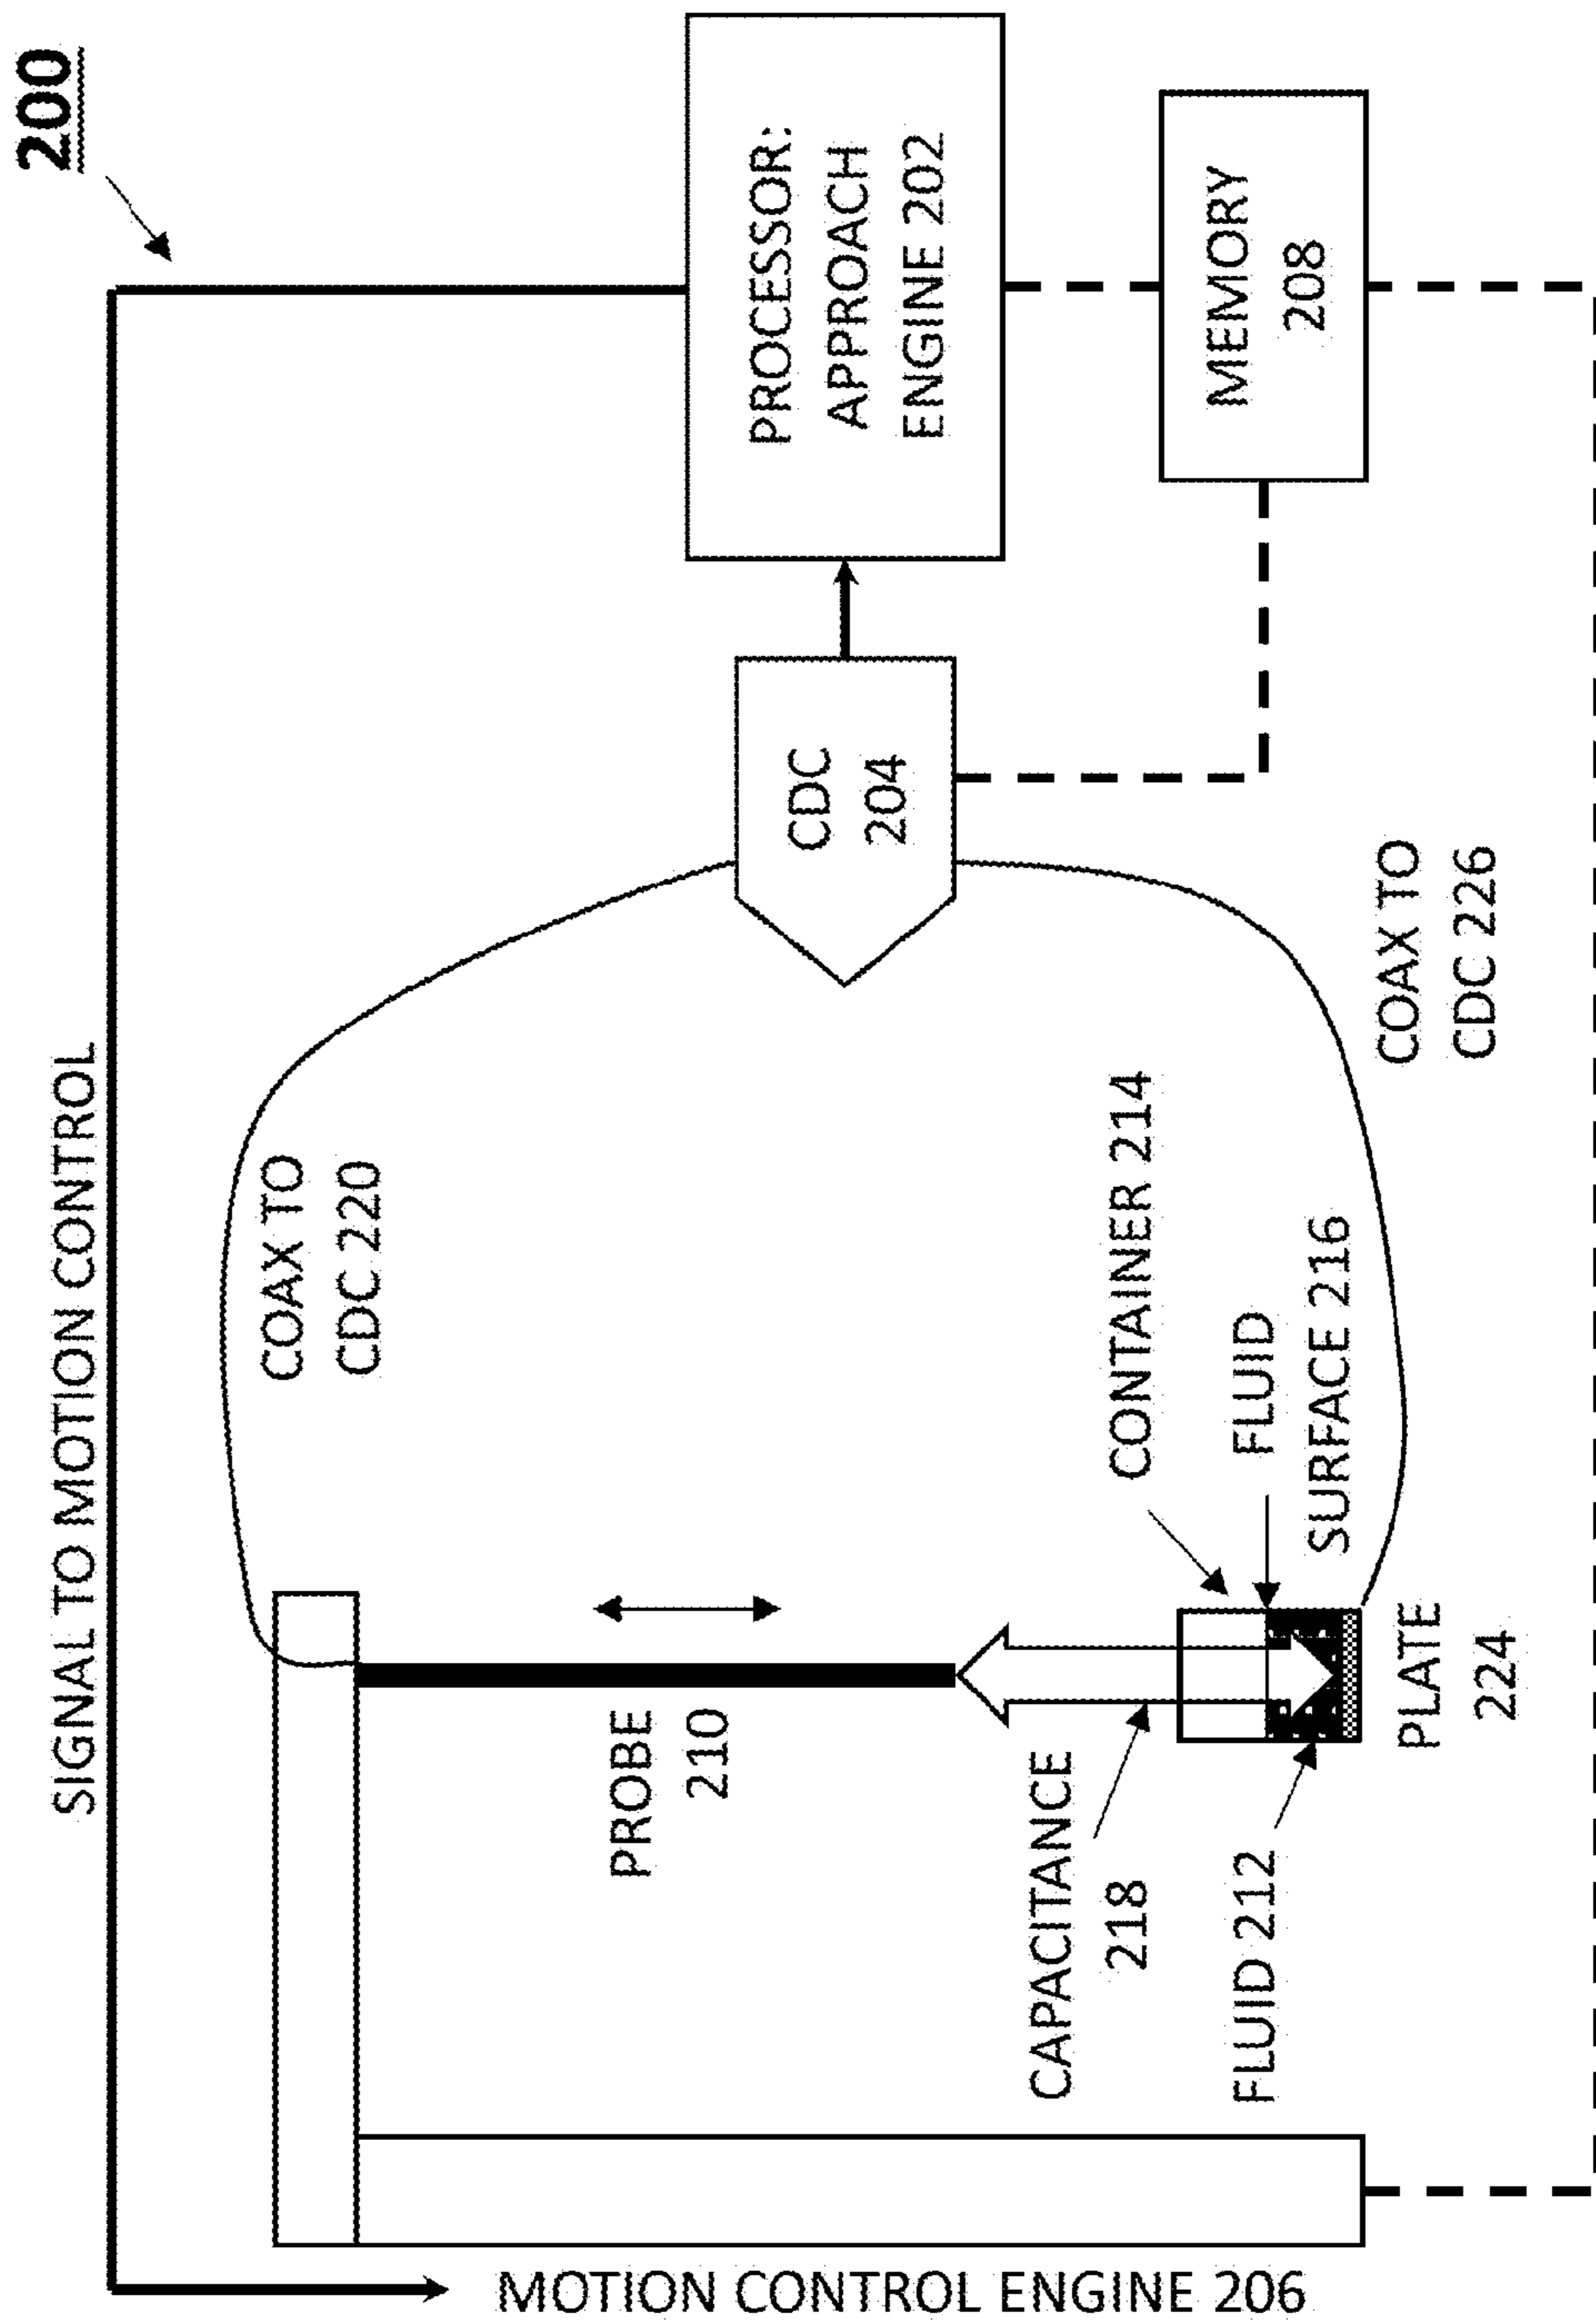 200
SIGNAL TO MOTION CONTROL
COAX TO
CDC 220
PROCESSOR:
APPROACH
ENGINE 202
CDC
204
PROBE
210
MEMORY
208
CAPACITANCE
218
CONTAINER 214
FLUID
SURFACE 216
FLUID 212
PLATE
224
COAX TO
CDC 226
MOTION CONTROL ENGINE 206